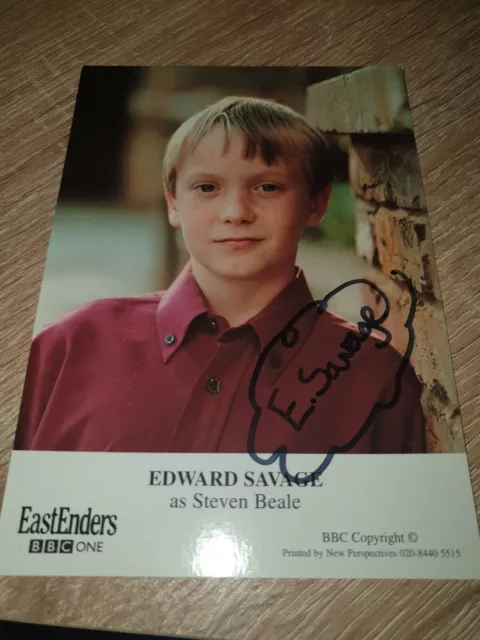 E. Savage
EDWARD SAVAGE
as Steven Beale
EastEnders
BBC ONE
BBC Copyright ©
Printed by New Perspectives 020-8440 5515